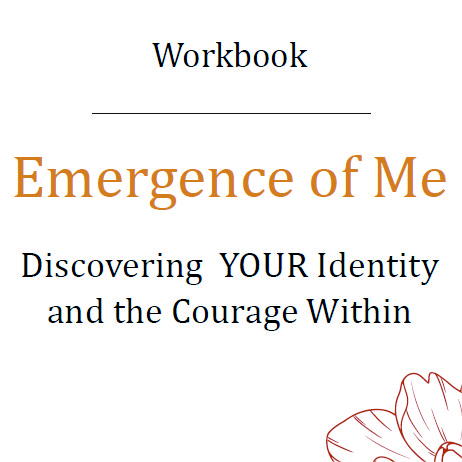 Workbook
Emergence of Me
Discovering  YOUR Identity
and the Courage Within